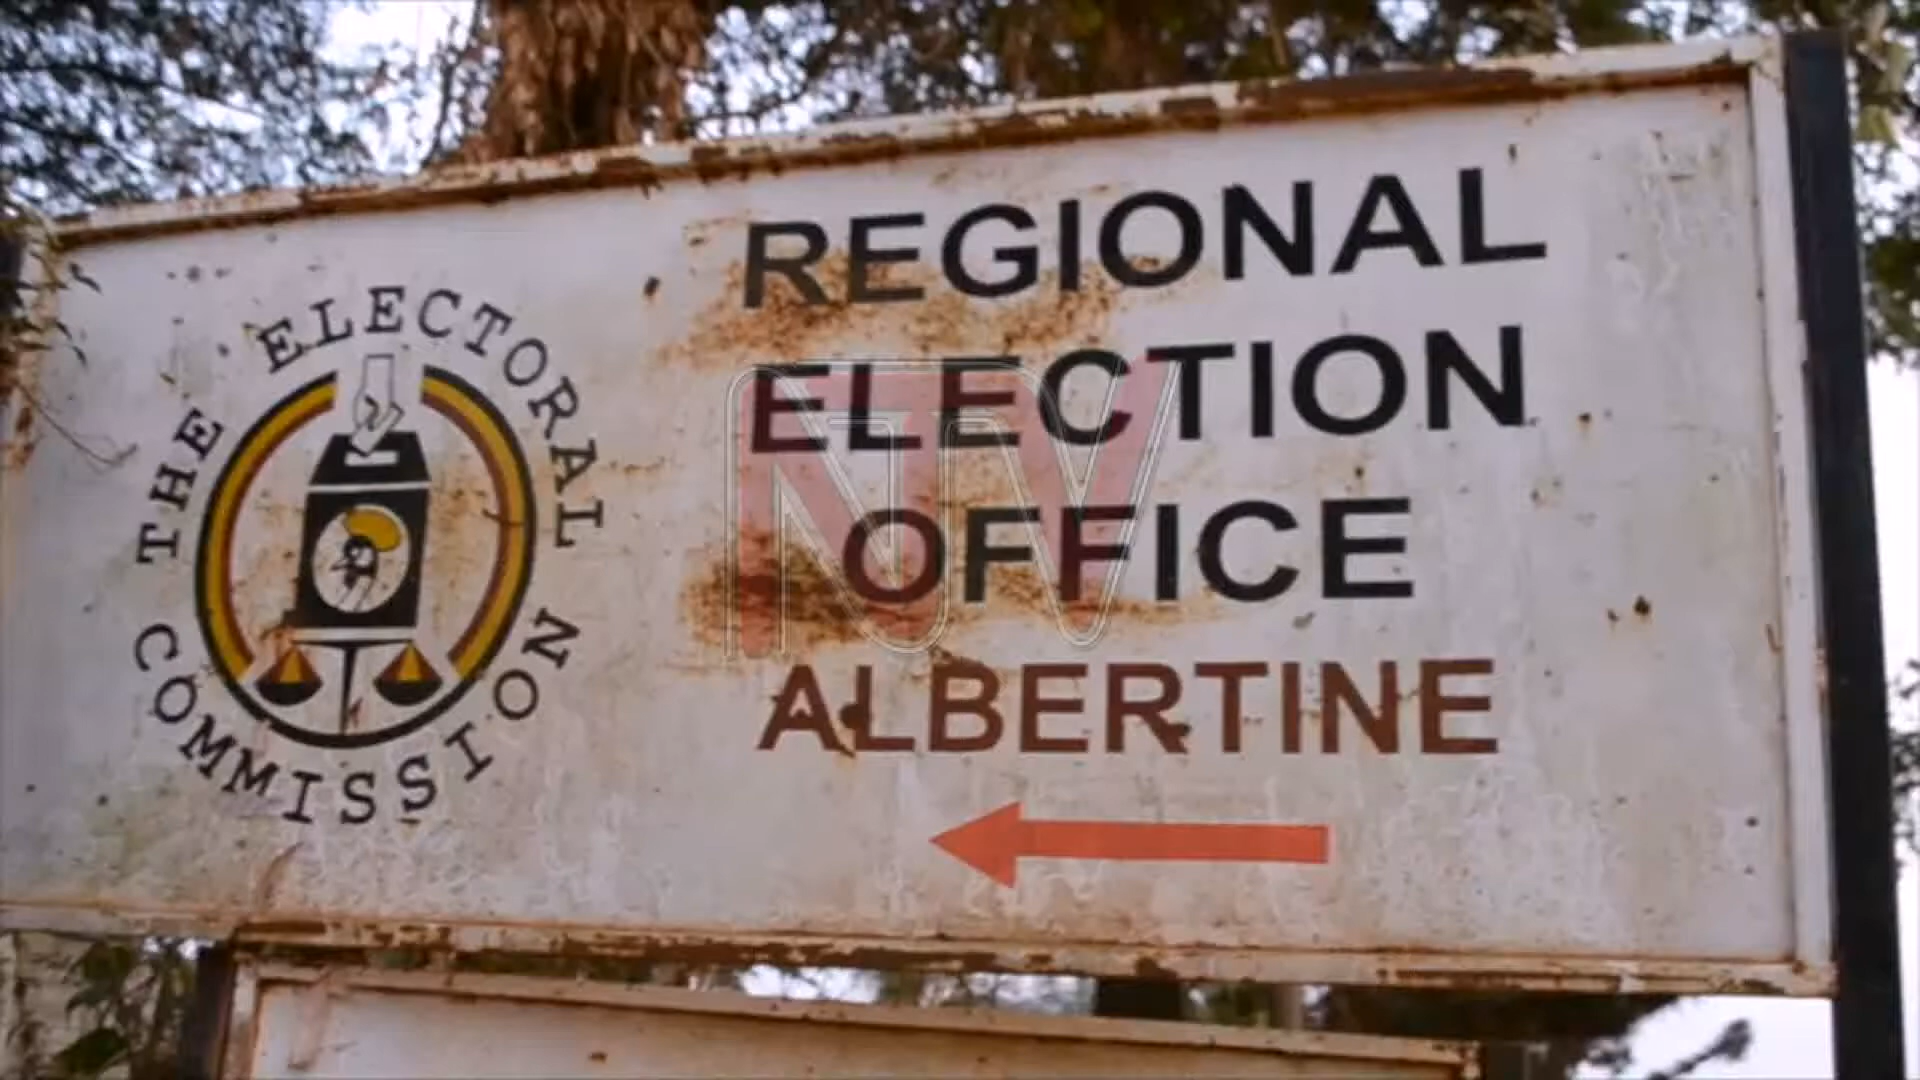 THE ELECTORAL COMMISSION
REGIONAL
ELECTION
OFFICE
ALBERTINE
NTV